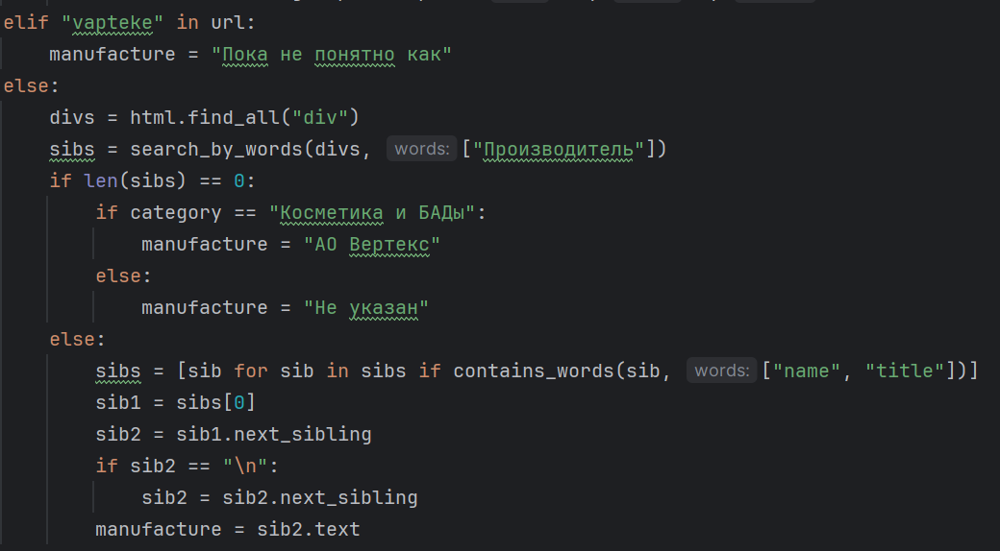 elif "vapteke" in url:
    manufacture = "Пока не понятно как"
else:
    divs = html.find_all("div")
    sibs = search_by_words(divs, words: ["Производитель"])
    if len(sibs) == 0:
        if category == "Косметика и БАДы":
            manufacture = "АО Вертекс"
        else:
            manufacture = "Не указан"
    else:
        sibs = [sib for sib in sibs if contains_words(sib, words: ["name", "title"])]
        sib1 = sibs[0]
        sib2 = sib1.next_sibling
        if sib2 == "\n":
            sib2 = sib2.next_sibling
        manufacture = sib2.text